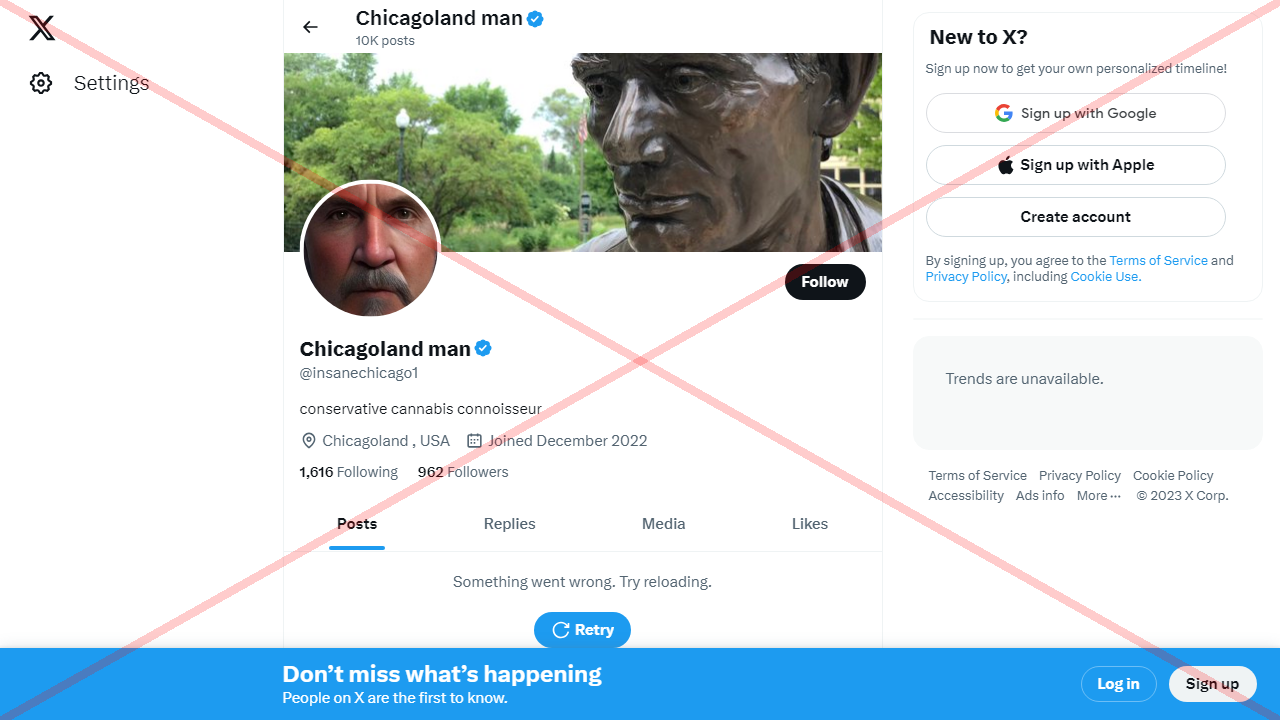 Settings
Chicagoland man
10K posts
Follow
Chicagoland man
@insanechicago1
conservative cannabis connoisseur
Chicagoland , USA Joined December 2022
1,616 Following 962 Followers
Posts Replies Media Likes
Something went wrong. Try reloading.
Retry
New to X?
Sign up now to get your own personalized timeline!
Sign up with Google
Sign up with Apple
Create account
By signing up, you agree to the Terms of Service and
Privacy Policy, including Cookie Use.
Trends are unavailable.
Terms of Service Privacy Policy Cookie Policy
Accessibility Ads info More ··· © 2023 X Corp.
Don’t miss what’s happening
People on X are the first to know.
Log in Sign up